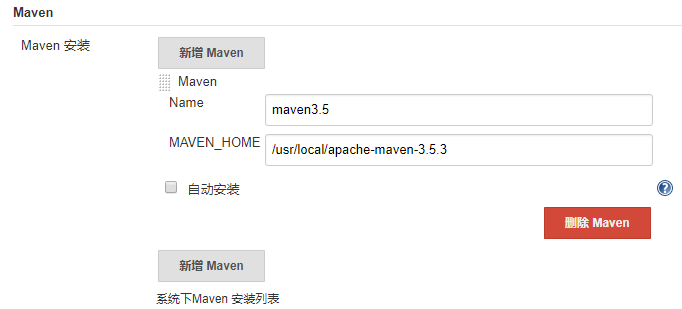 Maven
Maven 安装
新增 Maven
Maven
Name
maven3.5
MAVEN_HOME
/usr/local/apache-maven-3.5.3
自动安装
?
删除 Maven
新增 Maven
系统下Maven 安装列表